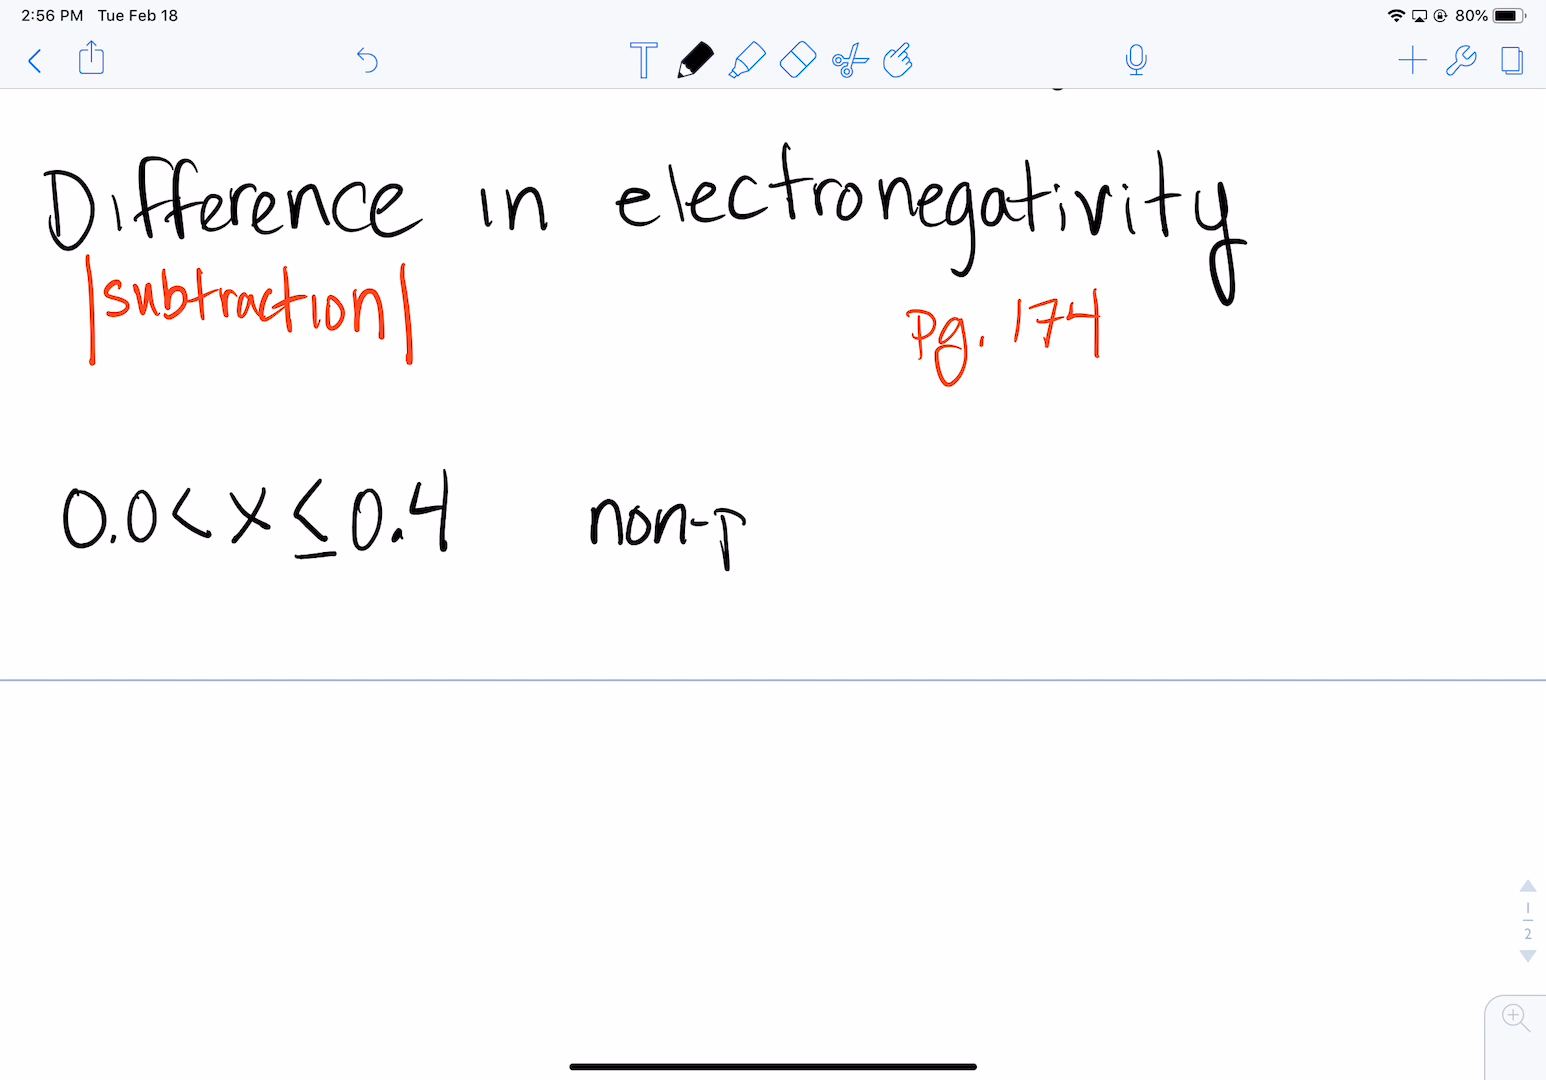 2:56 PM Tue Feb 18
80%
T
Difference in electronegativity
|subtraction|
pg. 174
0.0 < x ≤ 0.4 non-p
1
2